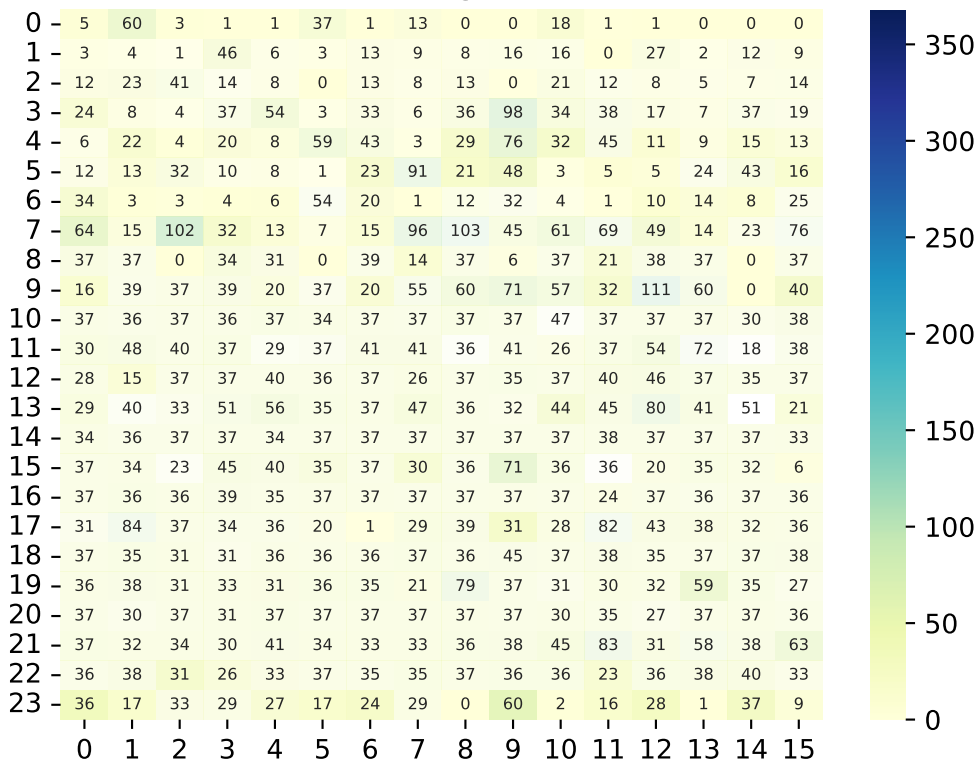 0 5 60 3 1 1 37 1 13 0 0 18 1 1 0 0 0
1 3 4 1 46 6 3 13 9 8 16 16 0 27 2 12 9
2 12 23 41 14 8 0 13 8 13 0 21 12 8 5 7 14
3 24 8 4 37 54 3 33 6 36 98 34 38 17 7 37 19
4 6 22 4 20 8 59 43 3 29 76 32 45 11 9 15 13
5 12 13 32 10 8 1 23 91 21 48 3 5 5 24 43 16
6 34 3 3 4 6 54 20 1 12 32 4 1 10 14 8 25
7 64 15 102 32 13 7 15 96 103 45 61 69 49 14 23 76
8 37 37 0 34 31 0 39 14 37 6 37 21 38 37 0 37
9 16 39 37 39 20 37 20 55 60 71 57 32 111 60 0 40
10 37 36 37 36 37 34 37 37 37 37 47 37 37 37 30 38
11 30 48 40 37 29 37 41 41 36 41 26 37 54 72 18 38
12 28 15 37 37 40 36 37 26 37 35 37 40 46 37 35 37
13 29 40 33 51 56 35 37 47 36 32 44 45 80 41 51 21
14 34 36 37 37 34 37 37 37 37 37 37 38 37 37 37 33
15 37 34 23 45 40 35 37 30 36 71 36 36 20 35 32 6
16 37 36 36 39 35 37 37 37 37 37 37 24 37 36 37 36
17 31 84 37 34 36 20 1 29 39 31 28 82 43 38 32 36
18 37 35 31 31 36 36 36 37 36 45 37 38 35 37 37 38
19 36 38 31 33 31 36 35 21 79 37 31 30 32 59 35 27
20 37 30 37 31 37 37 37 37 37 37 30 35 27 37 37 36
21 37 32 34 30 41 34 33 33 36 38 45 83 31 58 38 63
22 36 38 31 26 33 37 35 35 37 36 36 23 36 38 40 33
23 36 17 33 29 27 17 24 29 0 60 2 16 28 1 37 9
0 1 2 3 4 5 6 7 8 9 10 11 12 13 14 15
350
300
250
200
150
100
50
0